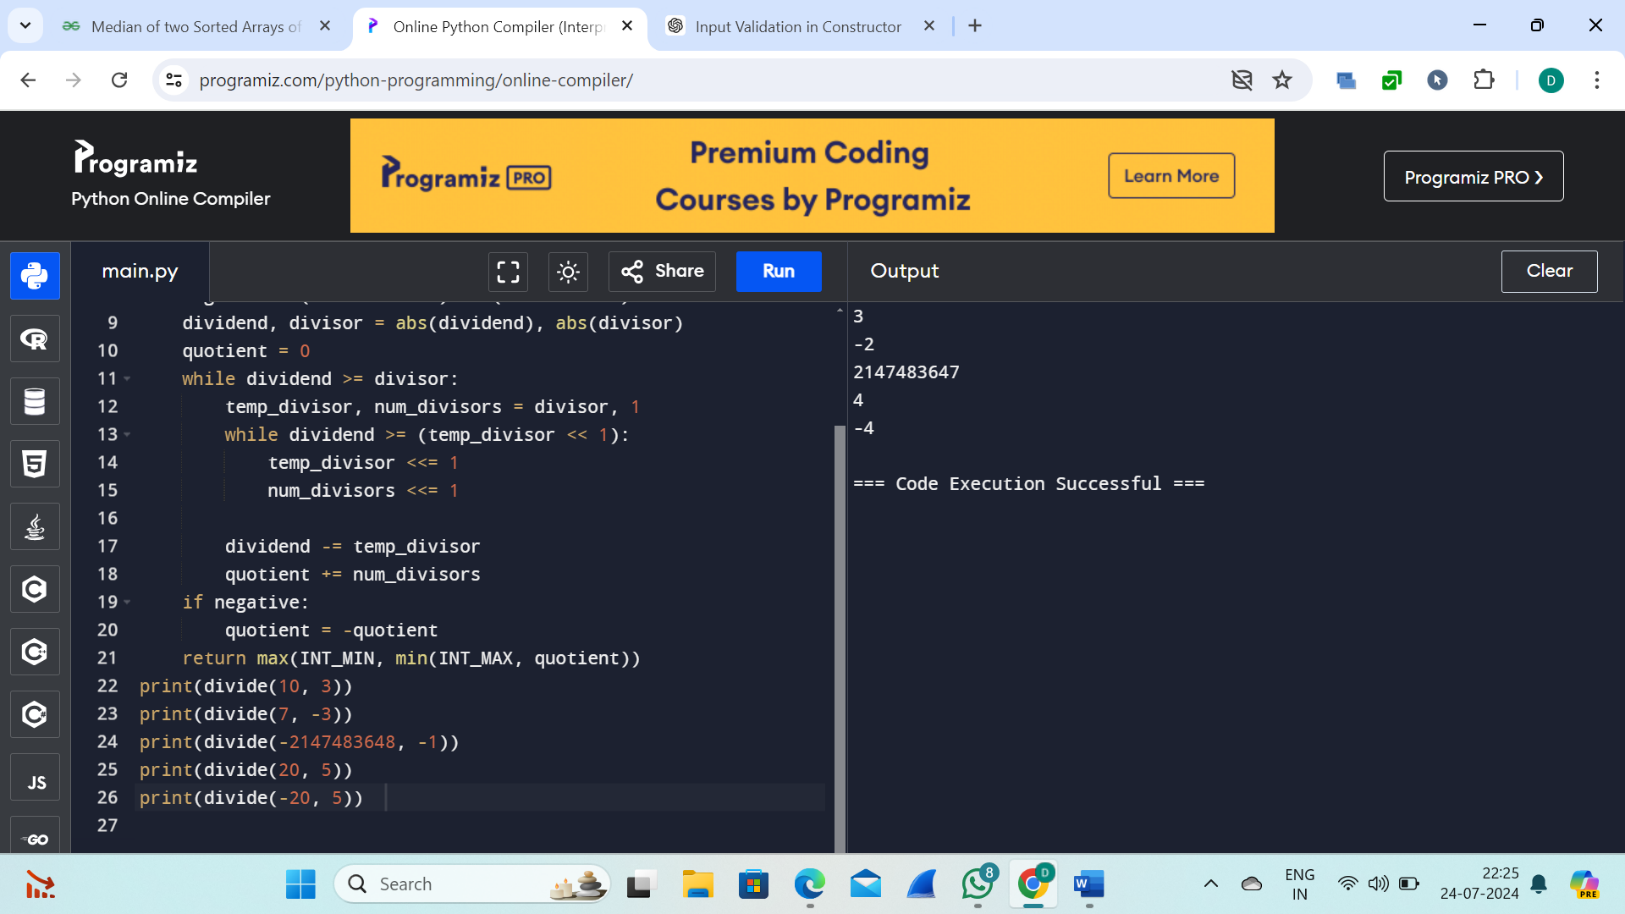 Median of two Sorted Arrays of
Online Python Compiler (Interp
Input Validation in Constructor
programiz.com/python-programming/online-compiler/
D
Programiz
Python Online Compiler
Programiz PRO
Premium Coding
Courses by Programiz
Learn More
Programiz PRO ❯
main.py
Share
Run
Output
Clear
9 dividend, divisor = abs(dividend), abs(divisor)
10 quotient = 0
11 while dividend >= divisor:
12 temp_divisor, num_divisors = divisor, 1
13 while dividend >= (temp_divisor << 1):
14 temp_divisor <<= 1
15 num_divisors <<= 1
16
17 dividend -= temp_divisor
18 quotient += num_divisors
19 if negative:
20 quotient = -quotient
21 return max(INT_MIN, min(INT_MAX, quotient))
22 print(divide(10, 3))
23 print(divide(7, -3))
24 print(divide(-2147483648, -1))
25 print(divide(20, 5))
26 print(divide(-20, 5))
27
3
-2
2147483647
4
-4
=== Code Execution Successful ===
R
5
C
C
C
JS
GO
Search
8
D
W
ENG
IN
22:25
24-07-2024
PRE